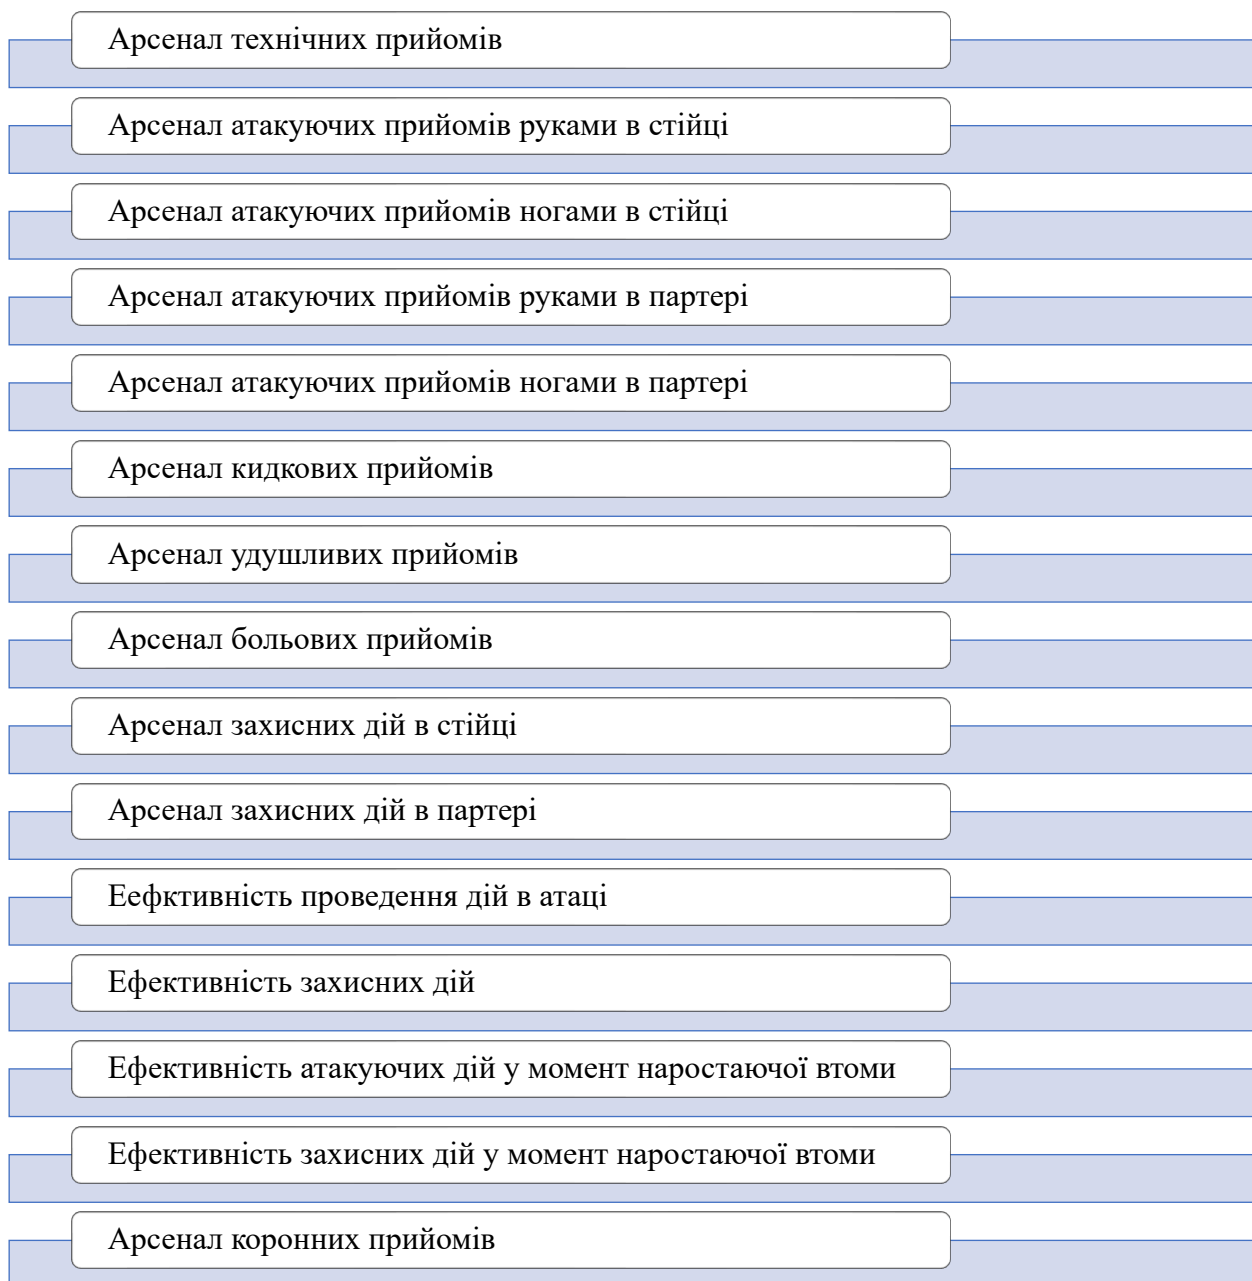 Арсенал технічних прийомів
Арсенал атакуючих прийомів руками в стійці
Арсенал атакуючих прийомів ногами в стійці
Арсенал атакуючих прийомів руками в партері
Арсенал атакуючих прийомів ногами в партері
Арсенал кидкових прийомів
Арсенал удушливих прийомів
Арсенал больових прийомів
Арсенал захисних дій в стійці
Арсенал захисних дій в партері
Еефктивність проведення дій в атаці
Ефективність захисних дій
Ефективність атакуючих дій у момент наростаючої втоми
Ефективність захисних дій у момент наростаючої втоми
Арсенал коронних прийомів